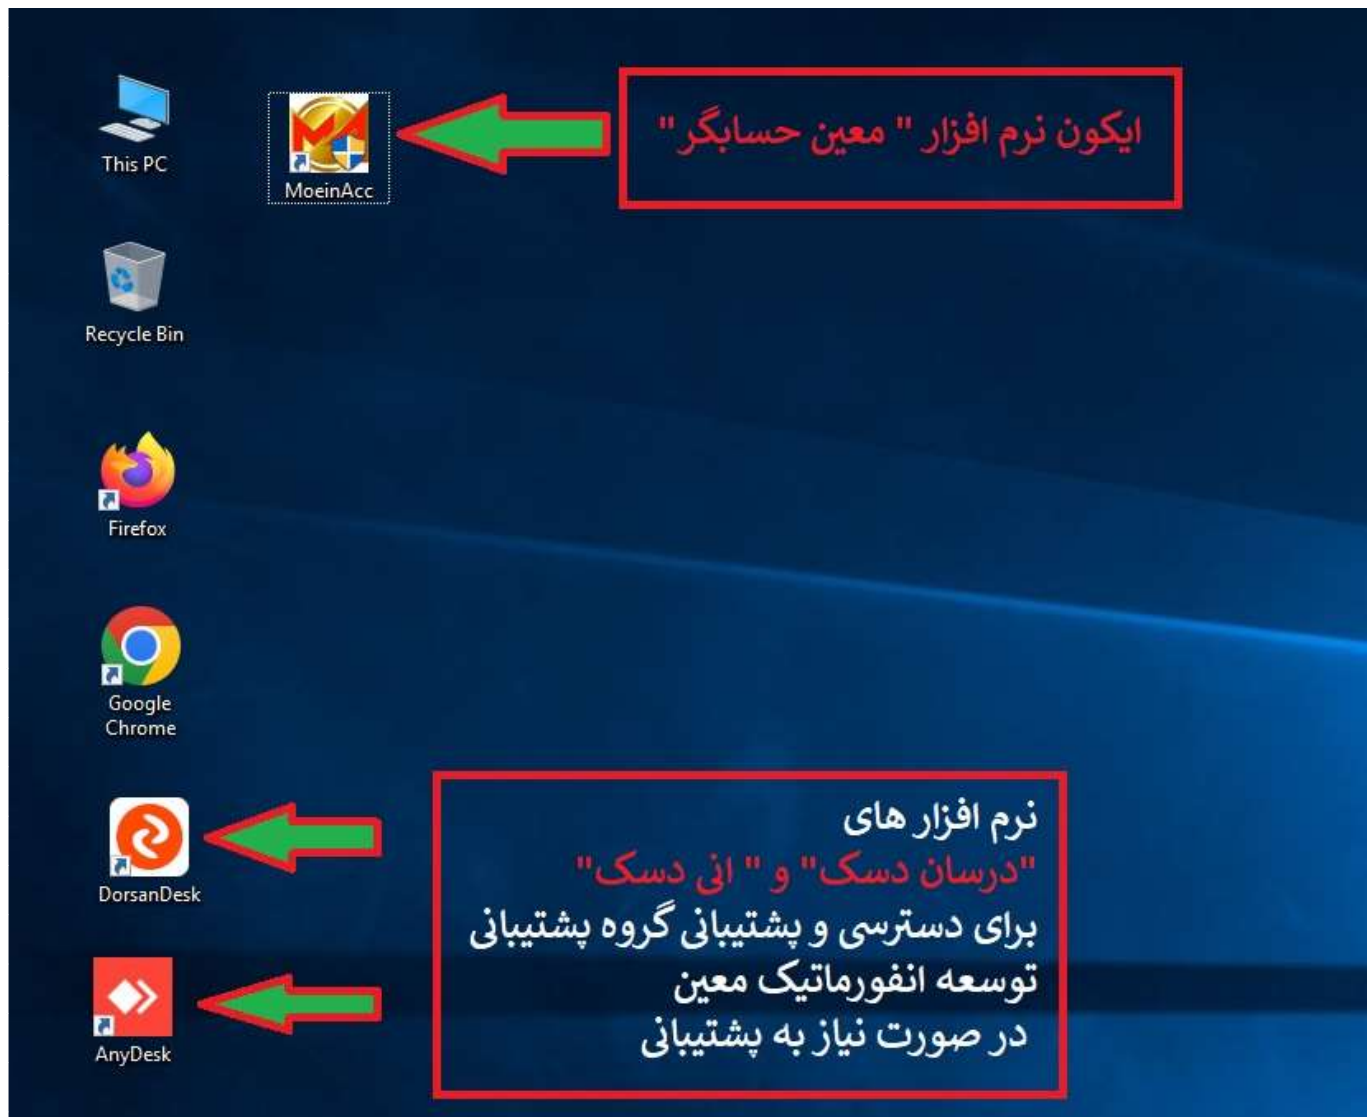 This PC
MoeinAcc
ایکون نرم افزار " معین حسابگر"
Recycle Bin
Firefox
Google
Chrome
DorsanDesk
AnyDesk
نرم افزار های
"درسان دسک" و " انی دسک"
برای دسترسی و پشتیبانی گروه پشتیبانی
توسعه انفورماتیک معین
در صورت نیاز به پشتیبانی